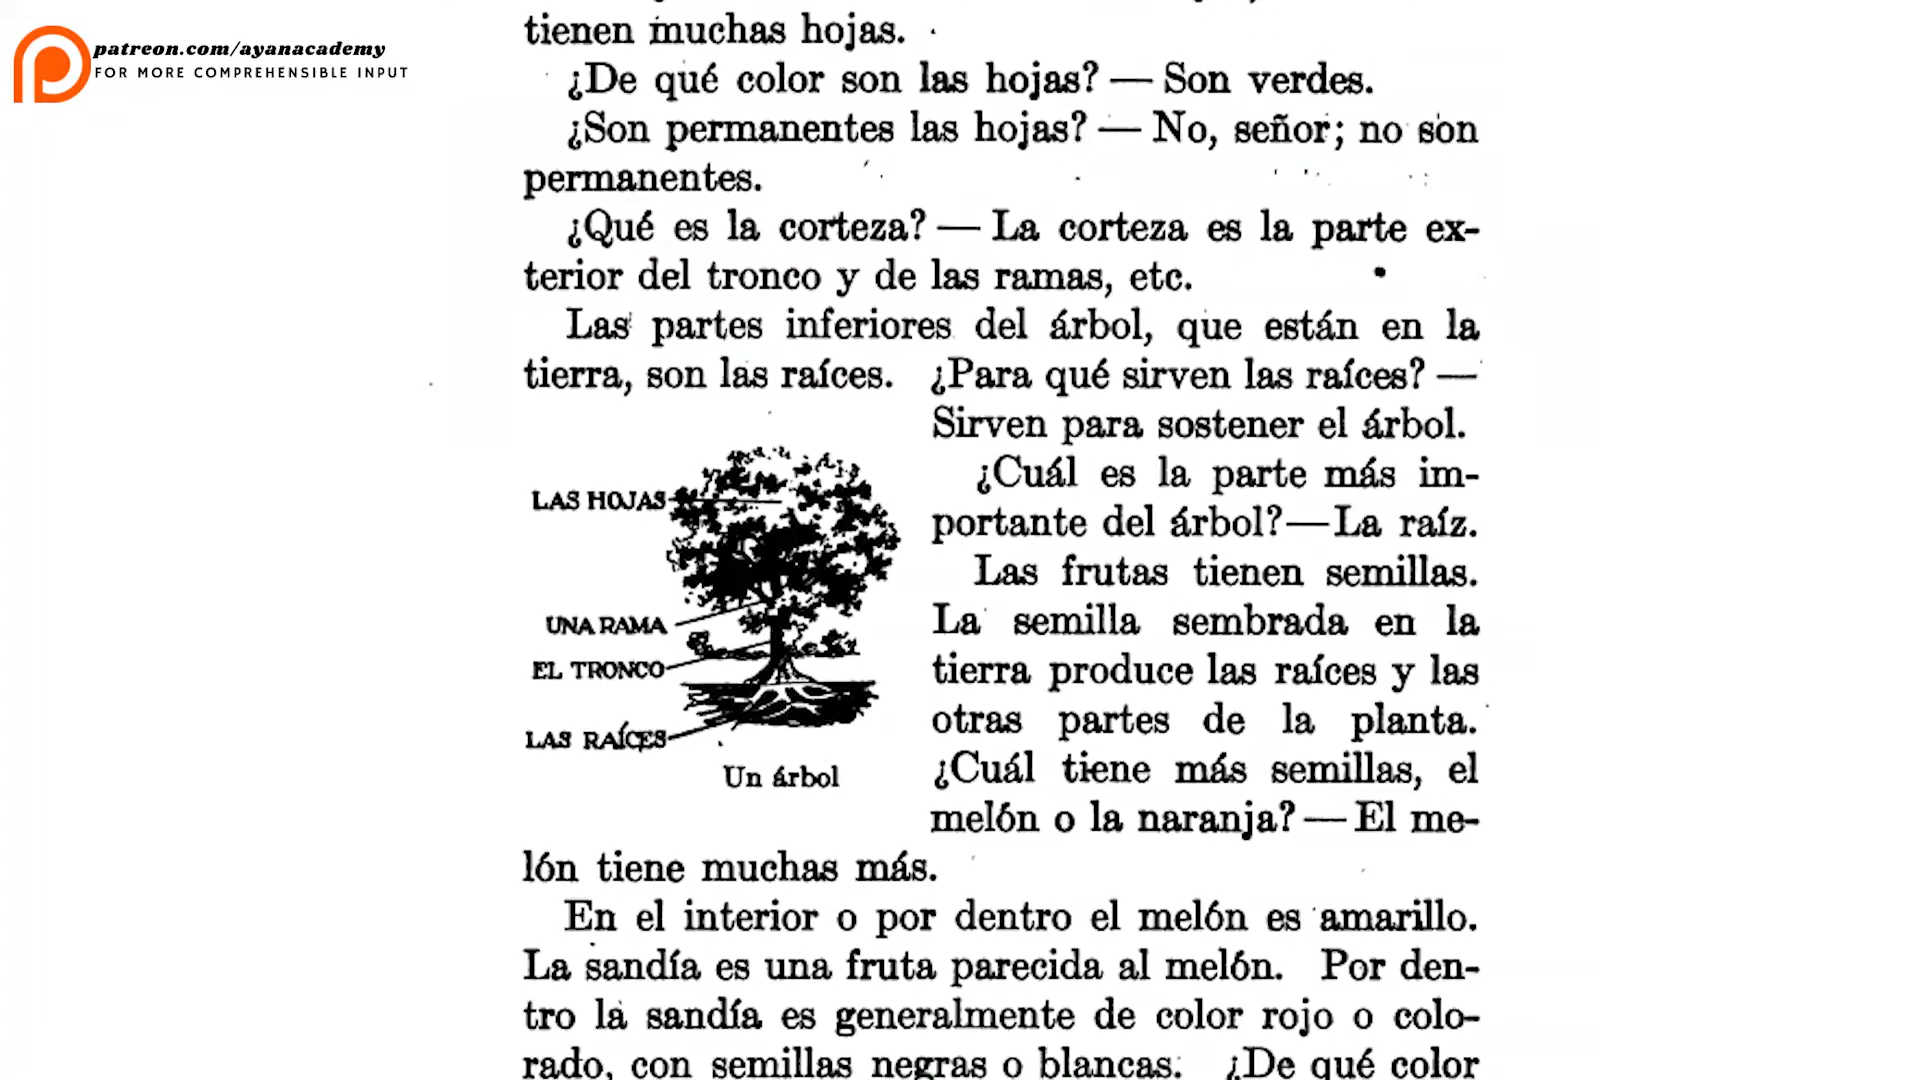 patreon.com/ayanacademy
FOR MORE COMPREHENSIBLE INPUT
tienen muchas hojas.
¿De qué color son las hojas? — Son verdes.
¿Son permanentes las hojas? — No, señor; no son
permanentes.
¿Qué es la corteza? — La corteza es la parte ex-
terior del tronco y de las ramas, etc.
Las partes inferiores del árbol, que están en la
tierra, son las raíces. ¿Para qué sirven las raíces? —
Sirven para sostener el árbol.
¿Cuál es la parte más im-
portante del árbol?—La raíz.
Las frutas tienen semillas.
La semilla sembrada en la
tierra produce las raíces y las
otras partes de la planta.
¿Cuál tiene más semillas, el
melón o la naranja? — El me-
LAS HOJAS
UNA RAMA
EL TRONCO
LAS RAÍCES
Un árbol
lón tiene muchas más.
En el interior o por dentro el melón es amarillo.
La sandía es una fruta parecida al melón. Por den-
tro la sandía es generalmente de color rojo o colo-
rado, con semillas negras o blancas. ¿De qué color